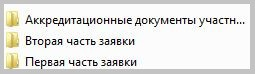 Аккредитационные документы участн...
Вторая часть заявки
Первая часть заявки